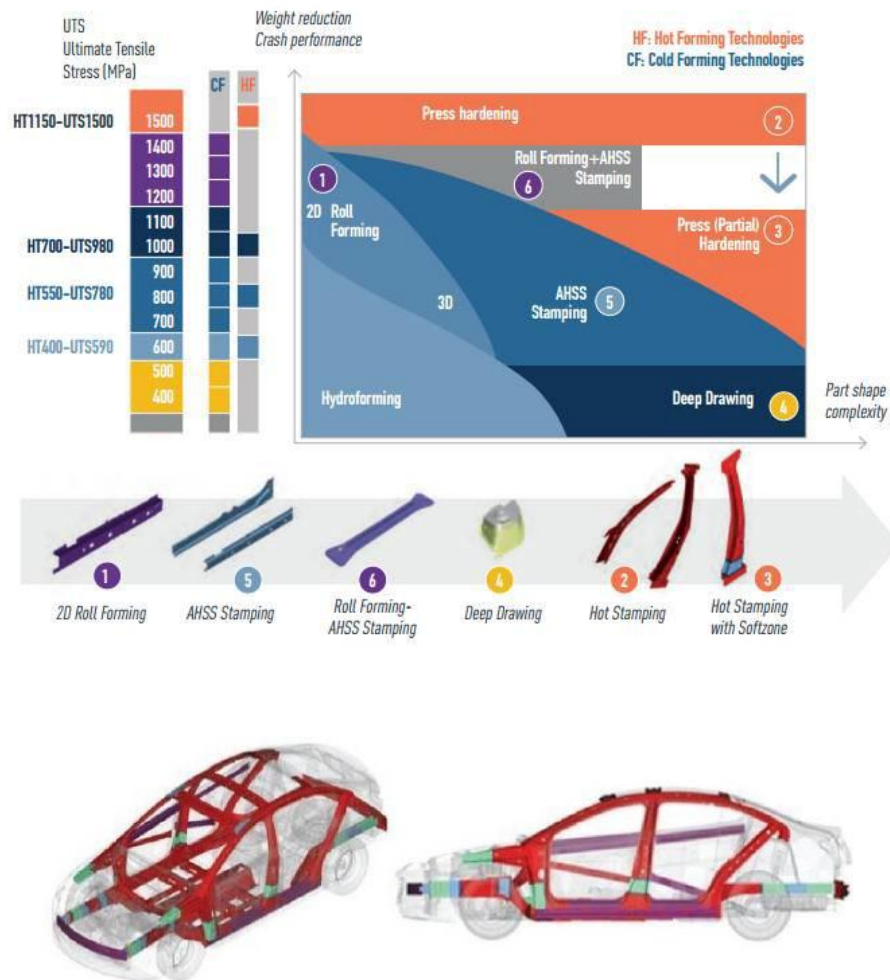 UTS
Ultimate Tensile
Stress (MPa)
Weight reduction
Crash performance
HF: Hot Forming Technologies
CF: Cold Forming Technologies
CF
HF
HT1150-UTS1500
1500
1400
1300
1200
1100
HT700-UTS980
1000
900
HT550-UTS780
800
700
HT400-UTS590
600
500
400
Press hardening
2
Roll Forming+AHSS
Stamping
6
1
2D Roll
Forming
Press (Partial)
Hardening
3
3D
AHSS
Stamping
5
Hydroforming
Deep Drawing
4
Part shape
complexity
1
5
6
4
2
3
2D Roll Forming
AHSS Stamping
Roll Forming-
AHSS Stamping
Deep Drawing
Hot Stamping
Hot Stamping
with Softzone